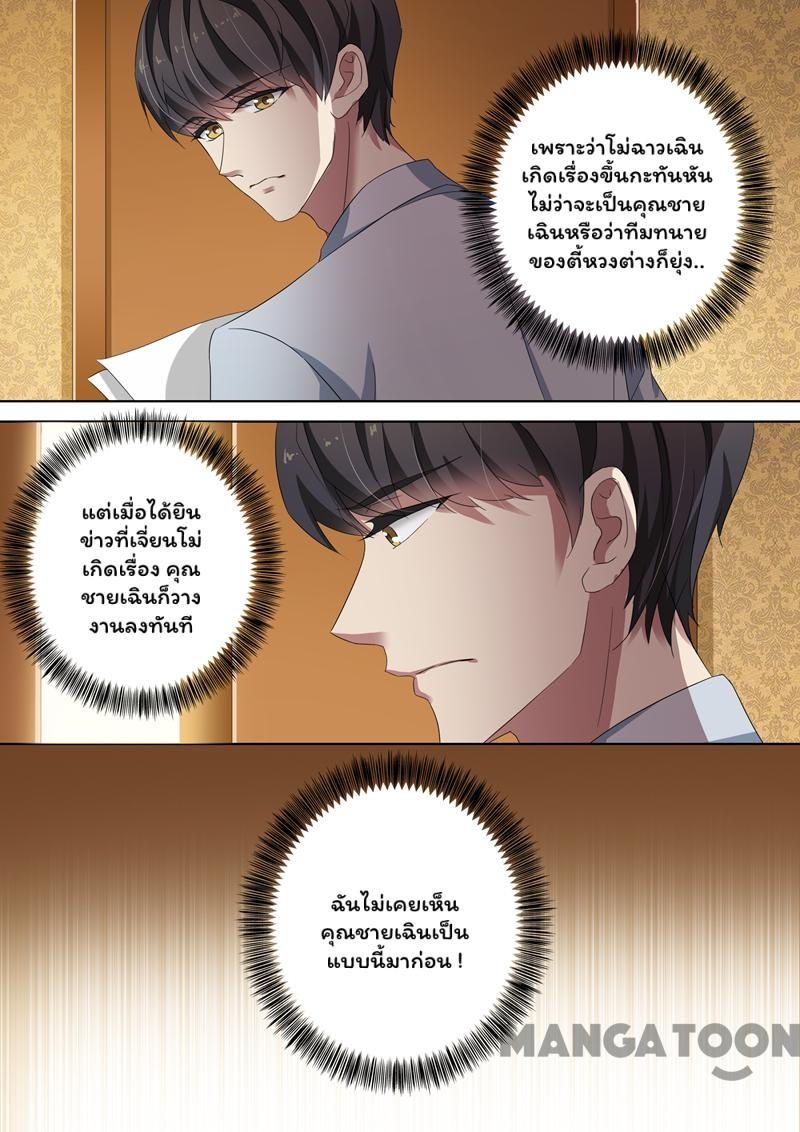 เพราะว่าโม่ฉาวเฉิน
เกิดเรื่องขึ้นกะทันหัน
ไม่ว่าจะเป็นคุณชาย
เฉินหรือว่าทีมทนาย
ของตี้หวงต่างก็ยุ่ง..
แต่เมื่อได้ยิน
ข่าวที่เจี่ยนโม่
เกิดเรื่อง คุณ
ชายเฉินก็วาง
งานลงทันที
ฉันไม่เคยเห็น
คุณชายเฉินเป็น
แบบนี้มาก่อน !
MANGATOON